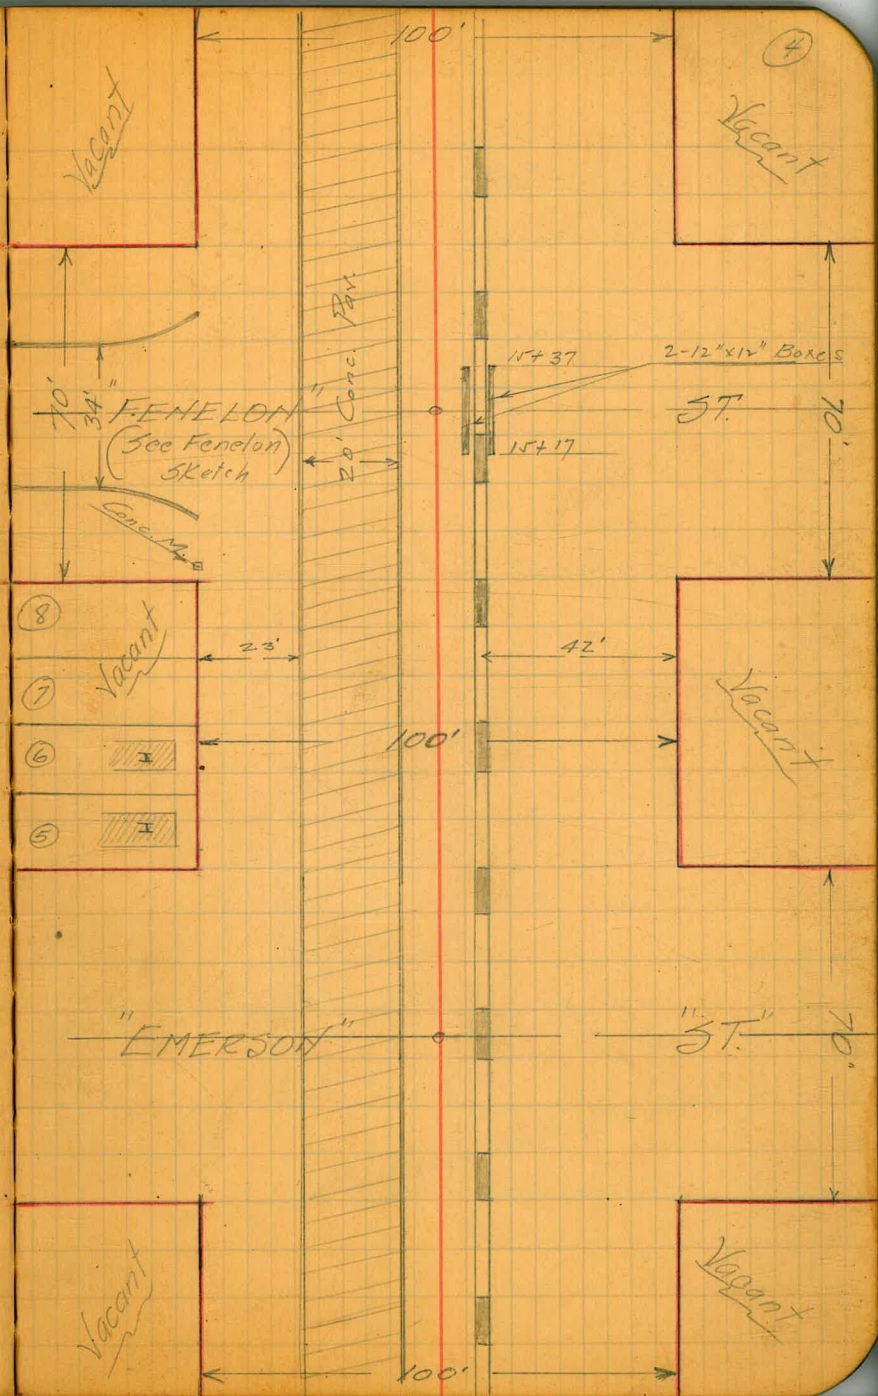 100'
4
Vacant
Vacant
20' Conc. Pav.
15+37
2-12"x12" Boxes
70'
34'
"FENELON"
ST.
70'
(See Fenelon)
Sketch
15+17
Conc. M.
8
Vacant
23'
42'
7
Vacant
100'
6
H
5
H
"EMERSON"
"ST."
70'
Vacant
Vacant
100'